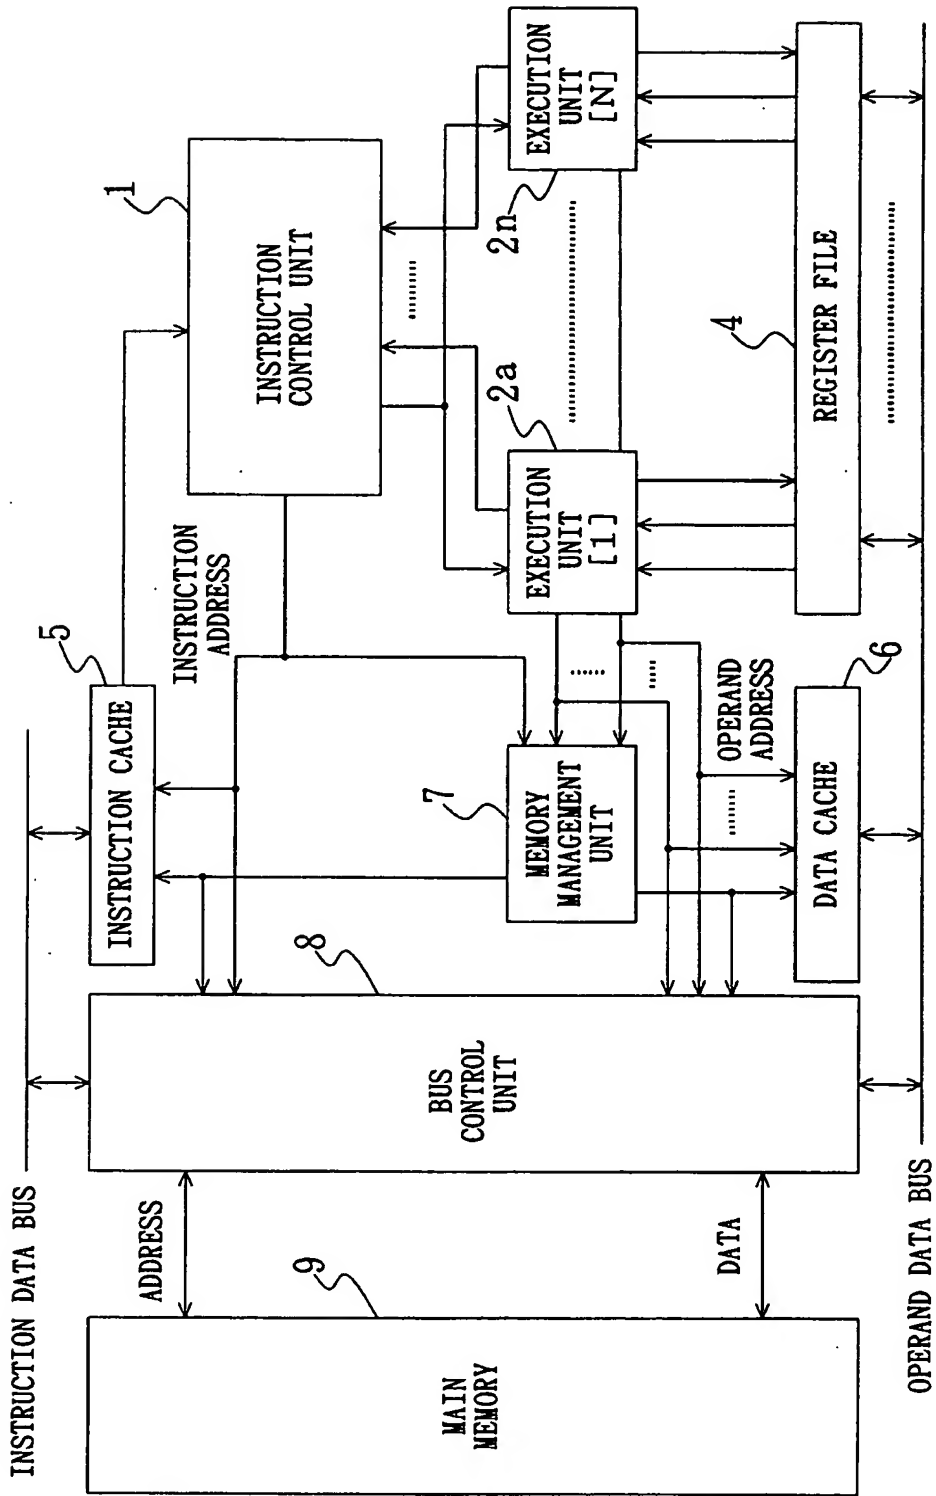 INSTRUCTION DATA BUS
5
INSTRUCTION CACHE
1
INSTRUCTION
CONTROL UNIT
INSTRUCTION
ADDRESS
ADDRESS
8
BUS
CONTROL
UNIT
9
MAIN
MEMORY
DATA
7
MEMORY
MANAGEMENT
UNIT
2a
EXECUTION
UNIT
[1]
2n
EXECUTION
UNIT
[N]
OPERAND
ADDRESS
DATA CACHE
6
4
REGISTER FILE
OPERAND DATA BUS